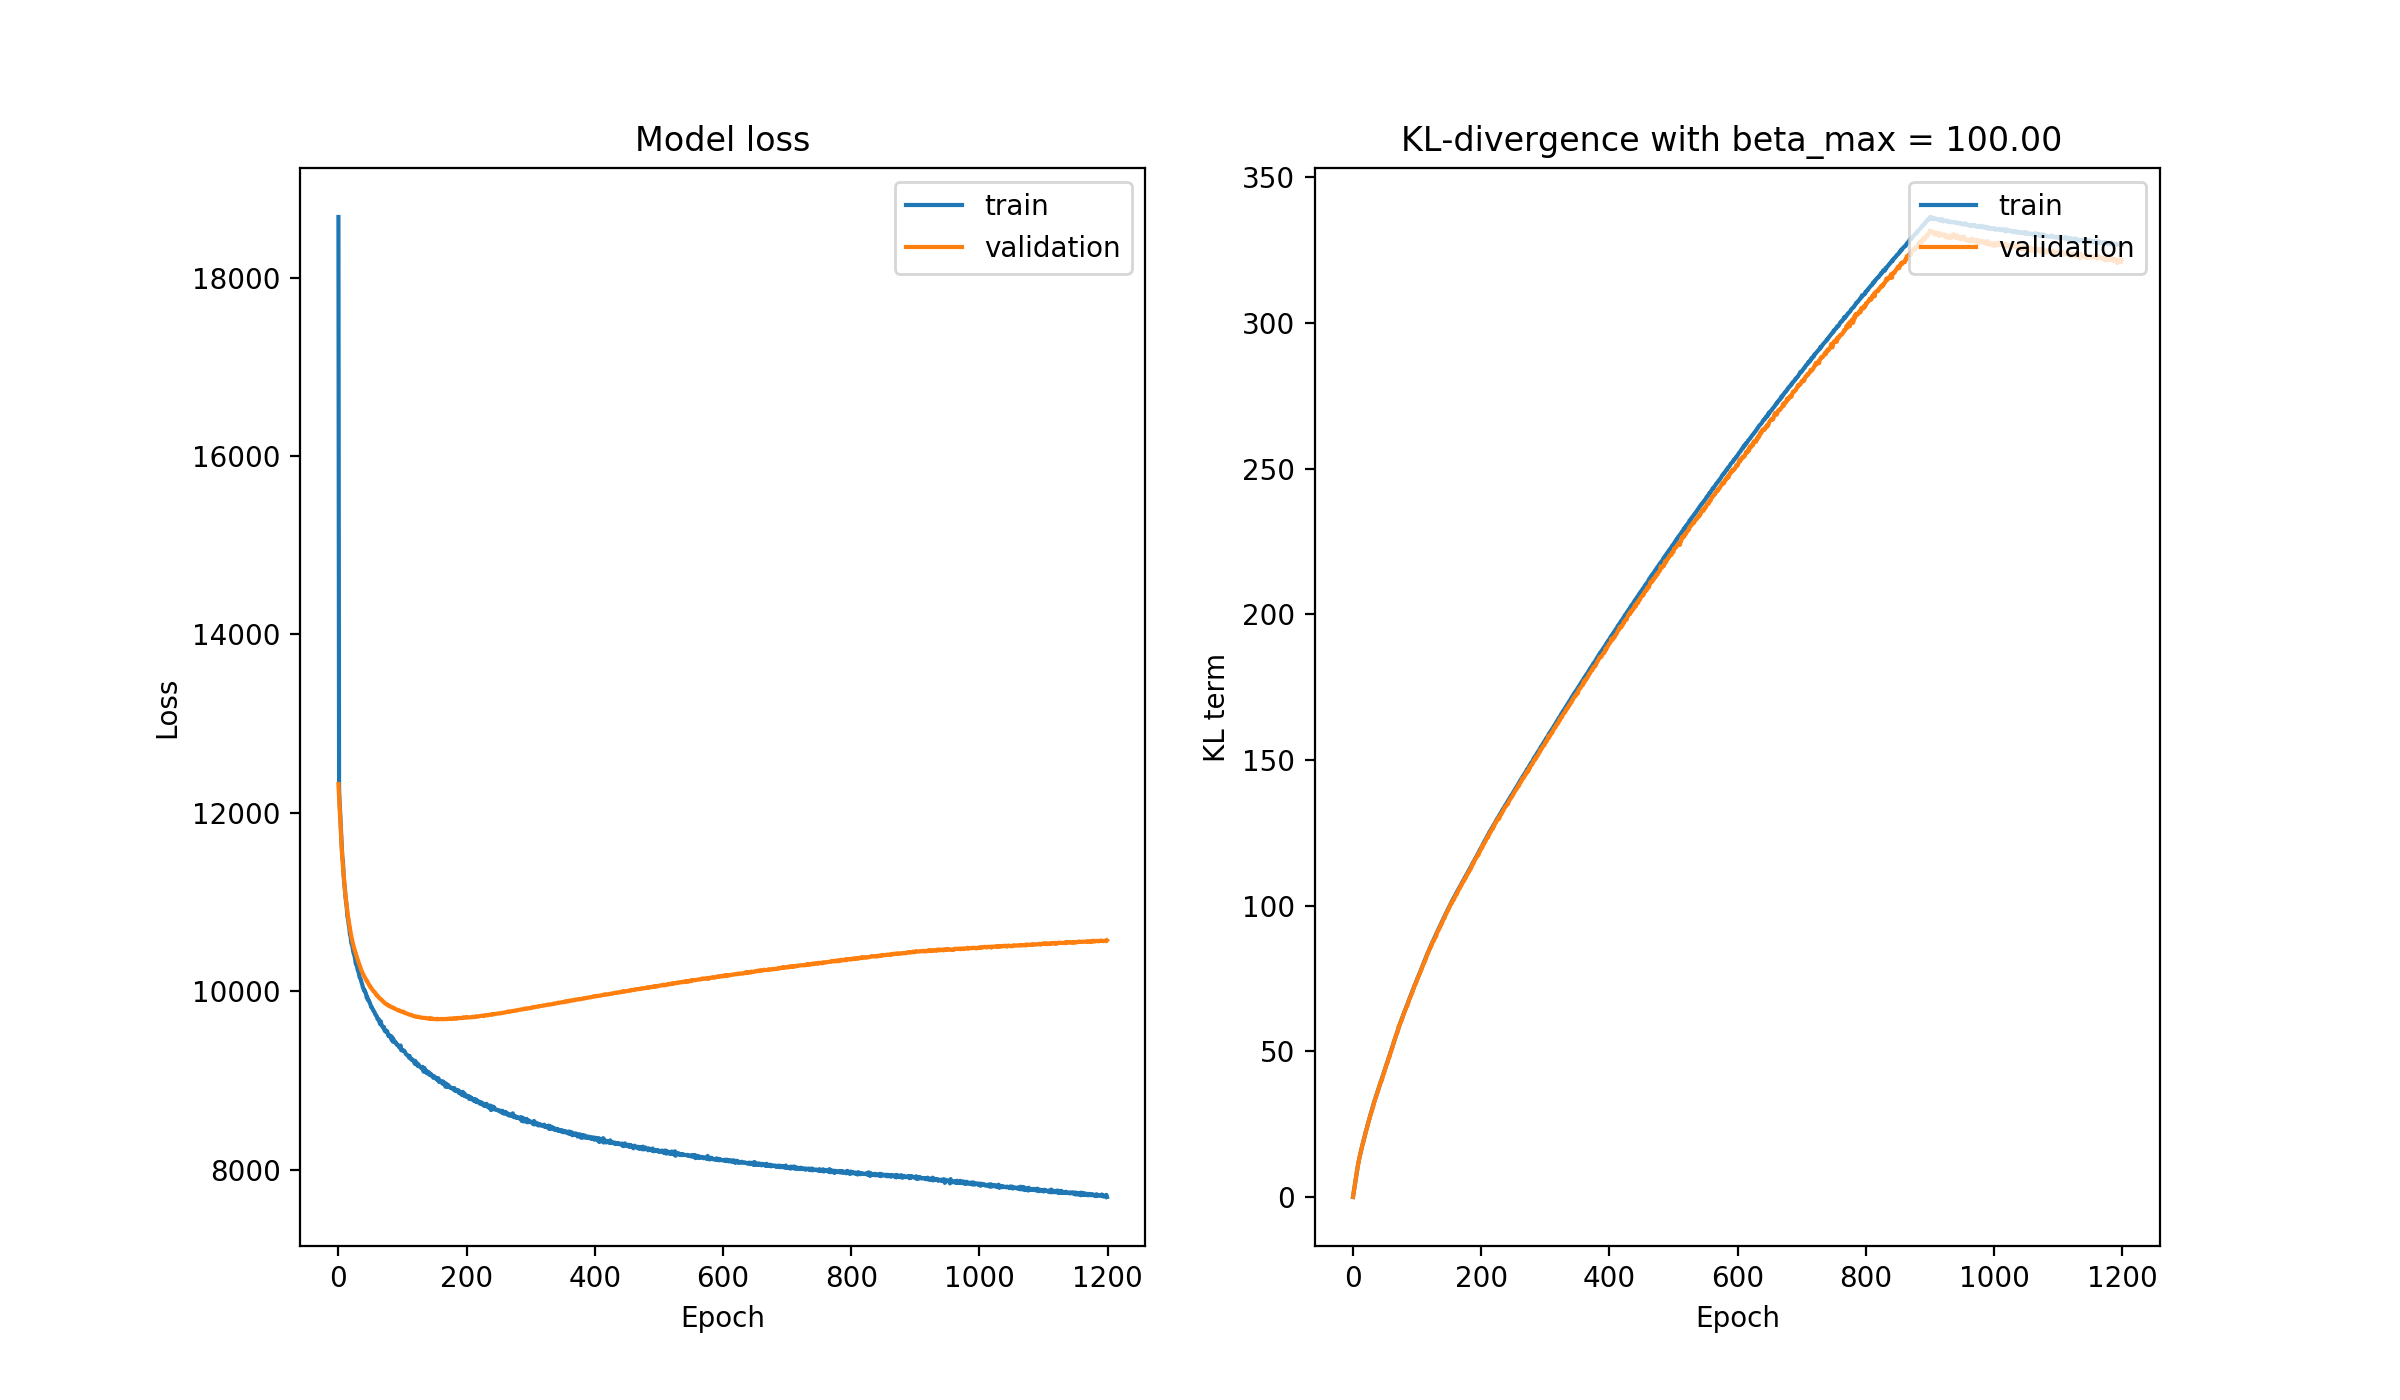 Model loss
train
validation
18000
16000
14000
12000
10000
8000
Loss
0 200 400 600 800 1000 1200
Epoch
KL-divergence with beta_max = 100.00
train
validation
350
300
250
200
150
100
50
0
KL term
0 200 400 600 800 1000 1200
Epoch